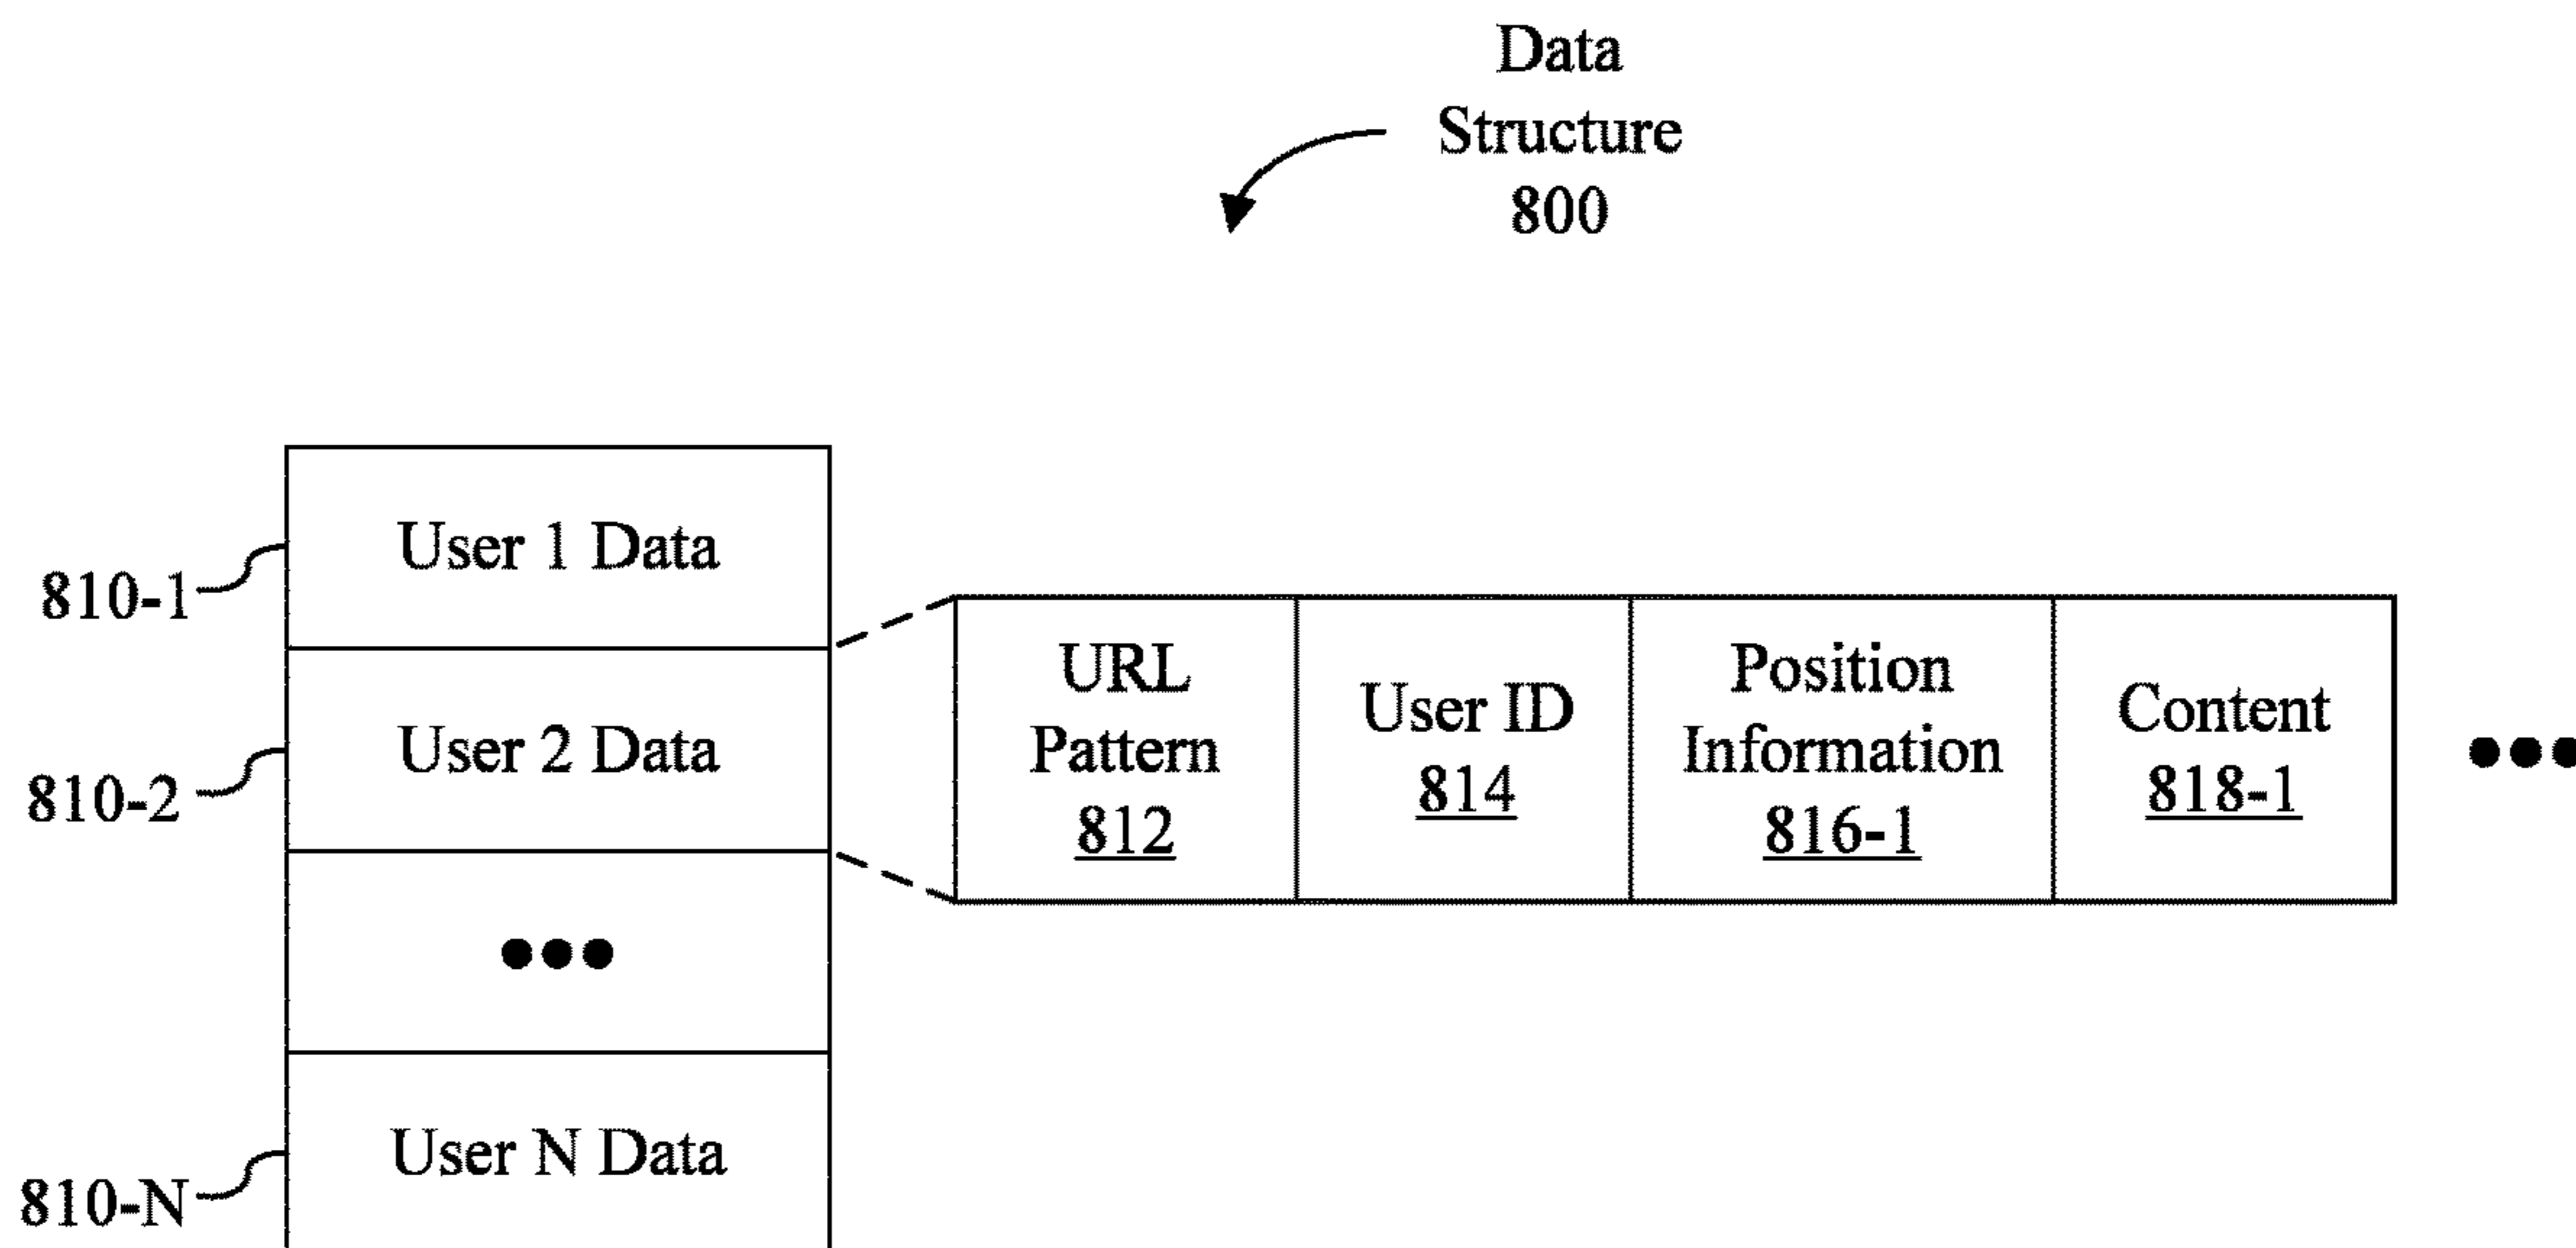 Data
Structure
800
User 1 Data
810-1
User 2 Data
810-2
URL
Pattern
812
User ID
814
Position
Information
816-1
Content
818-1
•••
•••
User N Data
810-N